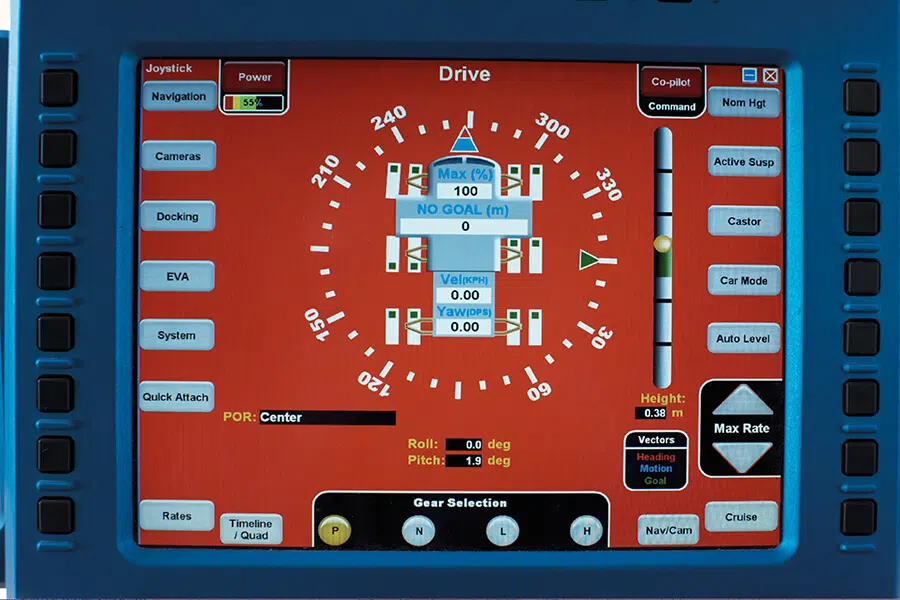 Joystick
Power
Drive
Co-pilot
Navigation
55%
Command
Nom Hgt
240
300
Cameras
Active Susp
210
Max (%)
330
100
Docking
NO GOAL (m)
Castor
0
EVA
Vel(KPH)
Car Mode
0.00
150
Yaw(DPS)
30
System
0.00
Auto Level
120
60
Quick Attach
Height:
POR: Center
0.38 m
Max Rate
Roll: 0.0 deg
Vectors
Pitch: 1.9 deg
Heading
Motion
Goal
Gear Selection
Rates
Timeline
/ Quad
P
N
L
H
Nav/Cam
Cruise